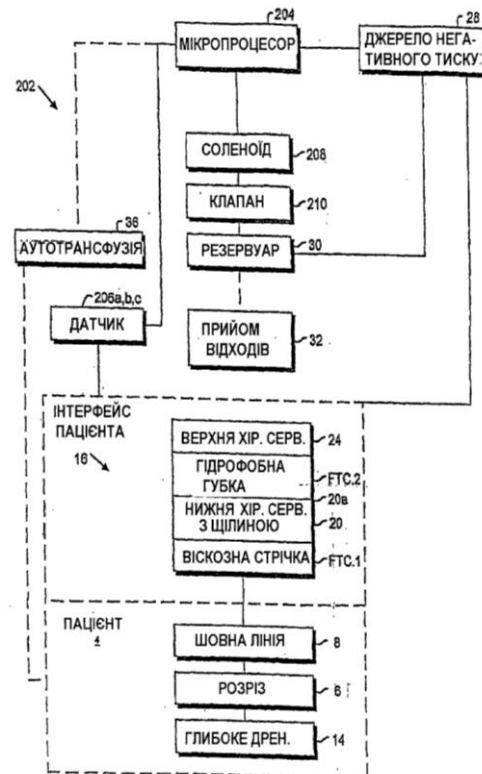 204
МІКРОПРОЦЕСОР
28
ДЖЕРЕЛО НЕГА-
ТИВНОГО ТИСКУ
202
СОЛЕНОЇД
208
КЛАПАН
210
36
АУТОТРАНСФУЗІЯ
РЕЗЕРВУАР
30
206a,b,c
ДАТЧИК
ПРИЙОМ
ВІДХОДІВ
32
ІНТЕРФЕЙС
ПАЦІЄНТА
16
ВЕРХНЯ ХІР. СЕРВ.
24
ГІДРОФОБНА
ГУБКА
FTC.2
20a
НИЖНЯ ХІР. СЕРВ.
З ЩІЛИНОЮ
20
ВІСКОЗНА СТРІЧКА
FTC.1
ПАЦІЄНТ
4
ШОВНА ЛІНІЯ
8
РОЗРІЗ
6
ГЛИБОКЕ ДРЕН.
14